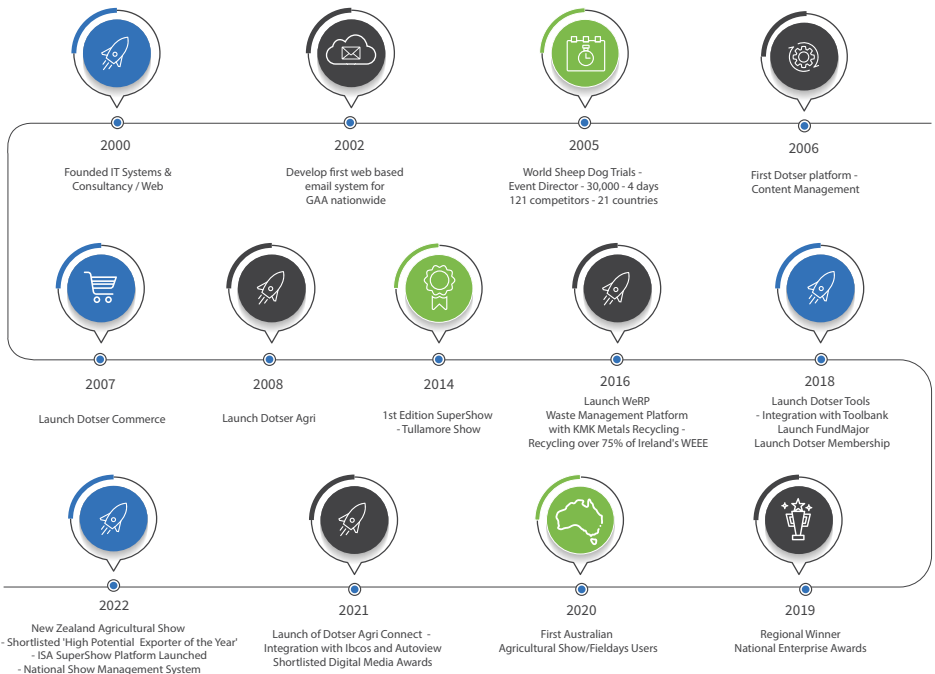 2000
Founded IT Systems &
Consultancy / Web
2002
Develop first web based
email system for
GAA nationwide
2005
World Sheep Dog Trials -
Event Director - 30,000 - 4 days
121 competitors - 21 countries
2006
First Dotser platform -
Content Management
2007
Launch Dotser Commerce
2008
Launch Dotser Agri
2014
1st Edition SuperShow
- Tullamore Show
2016
Launch WeRP
Waste Management Platform
with KMK Metals Recycling -
Recycling over 75% of Ireland's WEEE
2018
Launch Dotser Tools
- Integration with Toolbank
Launch FundMajor
Launch Dotser Membership
2022
New Zealand Agricultural Show
- Shortlisted 'High Potential Exporter of the Year'
- ISA SuperShow Platform Launched
- National Show Management System
2021
Launch of Dotser Agri Connect -
Integration with Ibcos and Autoview
Shortlisted Digital Media Awards
2020
First Australian
Agricultural Show/Fieldays Users
2019
Regional Winner
National Enterprise Awards